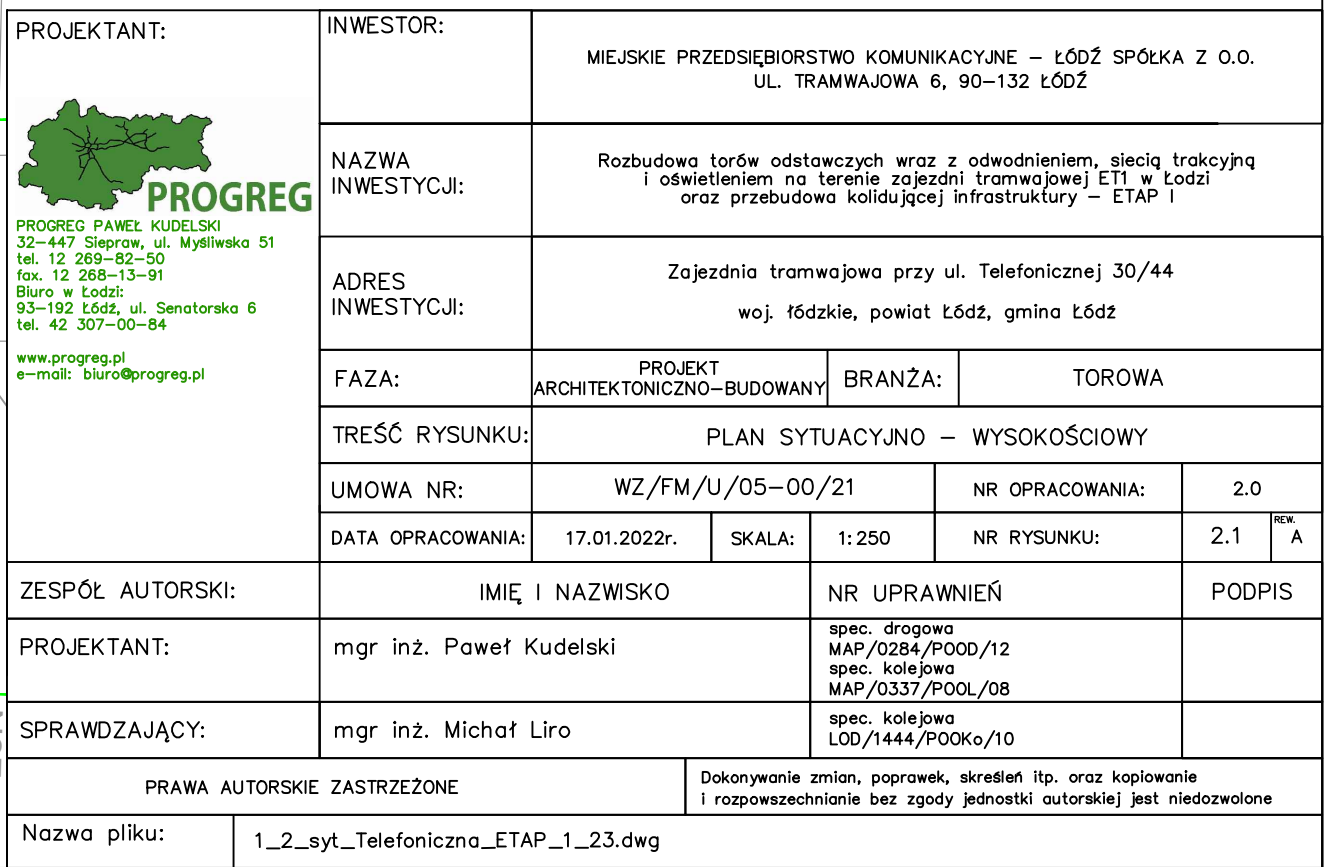 PROJEKTANT:
PROGREG
PROGREG PAWEŁ KUDELSKI
32-447 Siepraw, ul. Myśliwska 51
tel. 12 269-82-50
fax. 12 268-13-91
Biuro w Łodzi:
93-192 Łódź, ul. Senatorska 6
tel. 42 307-00-84
www.progreg.pl
e-mail: biuro@progreg.pl
INWESTOR:
MIEJSKIE PRZEDSIĘBIORSTWO KOMUNIKACYJNE – ŁÓDŹ SPÓŁKA Z O.O.
UL. TRAMWAJOWA 6, 90-132 ŁÓDŹ
NAZWA
INWESTYCJI:
Rozbudowa torów odstawczych wraz z odwodnieniem, siecią trakcyjną
i oświetleniem na terenie zajezdni tramwajowej ET1 w Łodzi
oraz przebudowa kolidującej infrastruktury – ETAP I
ADRES
INWESTYCJI:
Zajezdnia tramwajowa przy ul. Telefonicznej 30/44
woj. łódzkie, powiat Łódź, gmina Łódź
FAZA:
PROJEKT
ARCHITEKTONICZNO-BUDOWANY
BRANŻA:
TOROWA
TREŚĆ RYSUNKU:
PLAN SYTUACYJNO – WYSOKOŚCIOWY
UMOWA NR:
WZ/FM/U/05-00/21
NR OPRACOWANIA:
2.0
DATA OPRACOWANIA:
17.01.2022r.
SKALA:
1:250
NR RYSUNKU:
2.1
REW.
A
ZESPÓŁ AUTORSKI:
IMIĘ I NAZWISKO
NR UPRAWNIEŃ
PODPIS
PROJEKTANT:
mgr inż. Paweł Kudelski
spec. drogowa
MAP/0284/POOD/12
spec. kolejowa
MAP/0337/POOL/08
SPRAWDZAJĄCY:
mgr inż. Michał Liro
spec. kolejowa
LOD/1444/POOKo/10
PRAWA AUTORSKIE ZASTRZEŻONE
Dokonywanie zmian, poprawek, skreśleń itp. oraz kopiowanie
i rozpowszechnianie bez zgody jednostki autorskiej jest niedozwolone
Nazwa pliku:
1_2_syt_Telefoniczna_ETAP_1_23.dwg